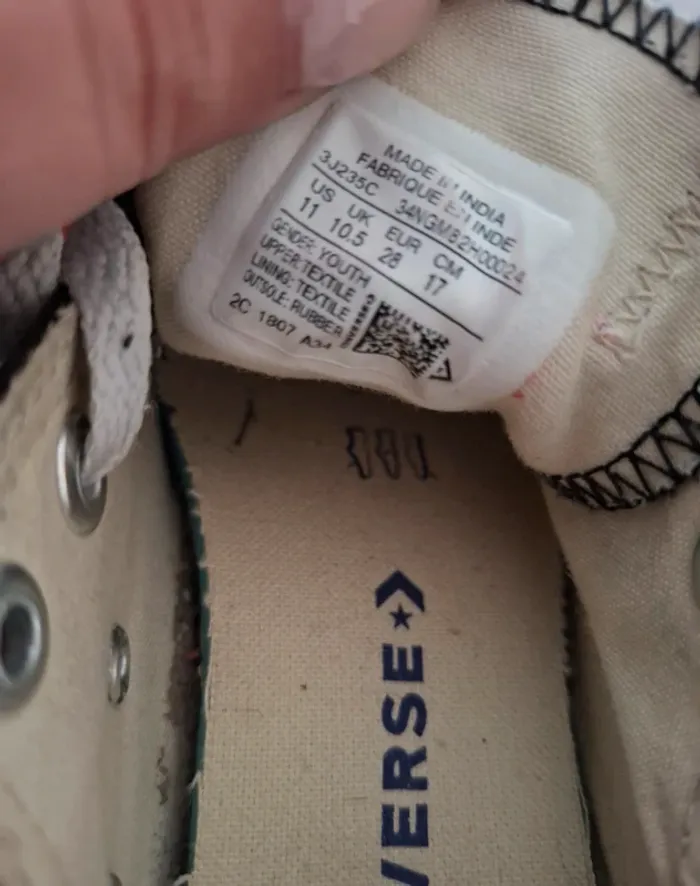 MADE IN INDIA
FABRIQUE EN INDE
3J235C 34NGMB2H00024
US UK EUR CM
11 10.5 28 17
GENDER: YOUTH
UPPER: TEXTILE
LINING: TEXTILE
OUTSOLE: RUBBER
2C 1807
VERSE